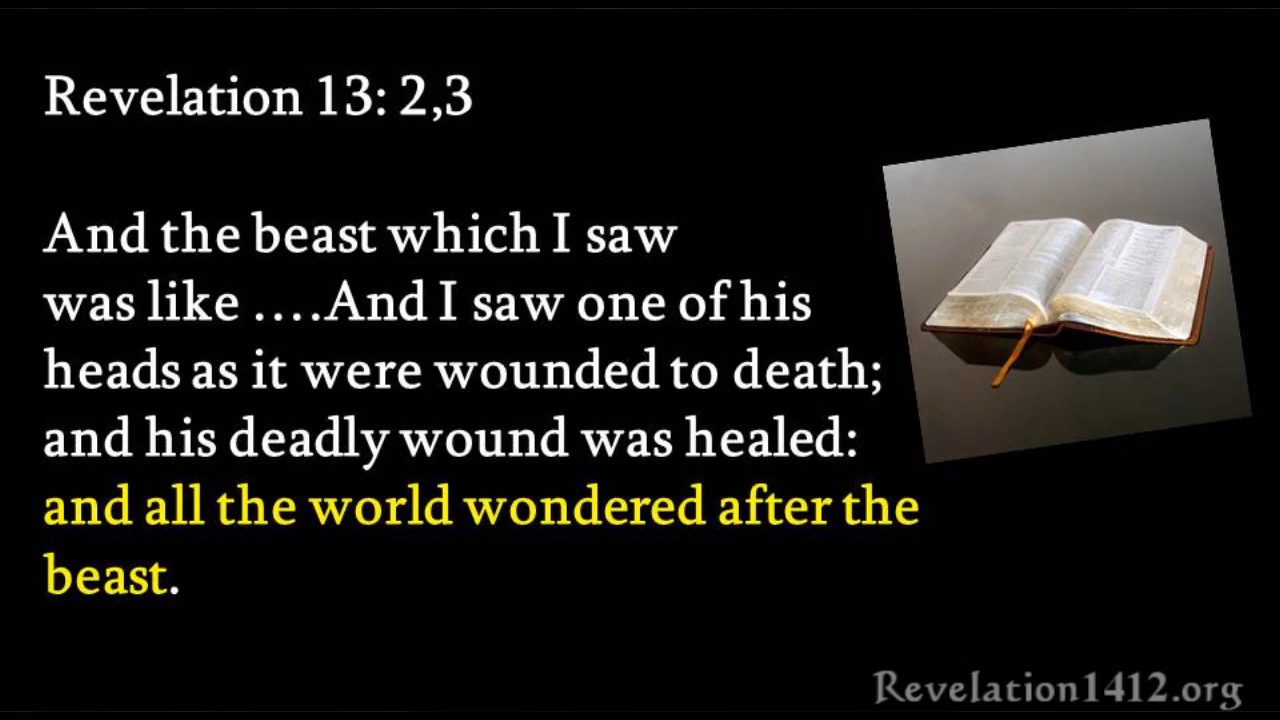 Revelation 13: 2,3
And the beast which I saw
was like ....And I saw one of his
heads as it were wounded to death;
and his deadly wound was healed:
and all the world wondered after the
beast.
Revelation1412.org